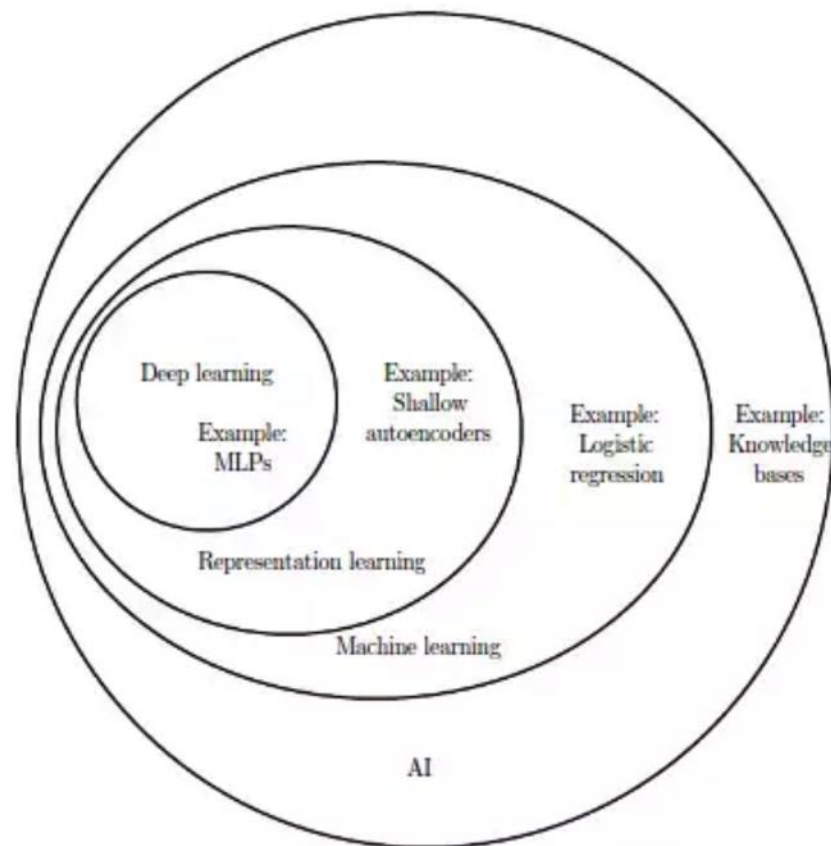 Deep learning
Example:
MLPs
Example:
Shallow
autoencoders
Example:
Logistic
regression
Example:
Knowledge
bases
Representation learning
Machine learning
AI